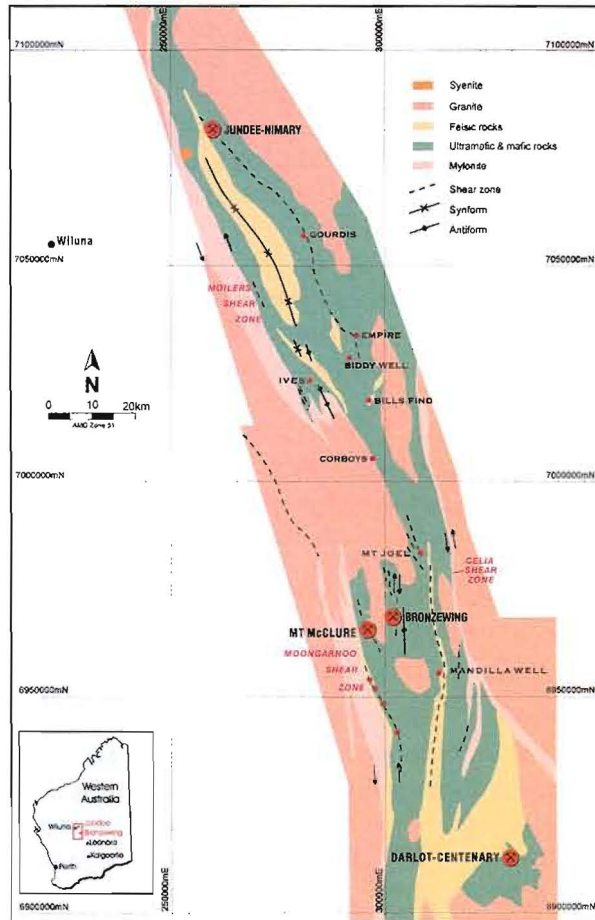 250000mE
300000mE
7100000mN
7100000mN
Syenite
Granite
Felsic rocks
Ultramafic & mafic rocks
Mylonite
Shear zone
Synform
Antiform
JUNDEE-NIMARY
Wiluna
GOURDIS
7050000mN
7050000mN
MOILERS
SHEAR
ZONE
EMPIRE
BIDDY WELL
N
IVES
BILLS FIND
0 10 20km
AMG Zone 51
CORBOYS
7000000mN
7000000mN
MT JOEL
CELIA
SHEAR
ZONE
BRONZEWING
MT McCLURE
MOONGARNOO
SHEAR
ZONE
MANDILLA WELL
6950000mN
6950000mN
Western
Australia
Wiluna
Jundee
Bronzewing
Leonora
Kalgoorlie
Perth
DARLOT-CENTENARY
250000mE
300000mE
6900000mN
6900000mN